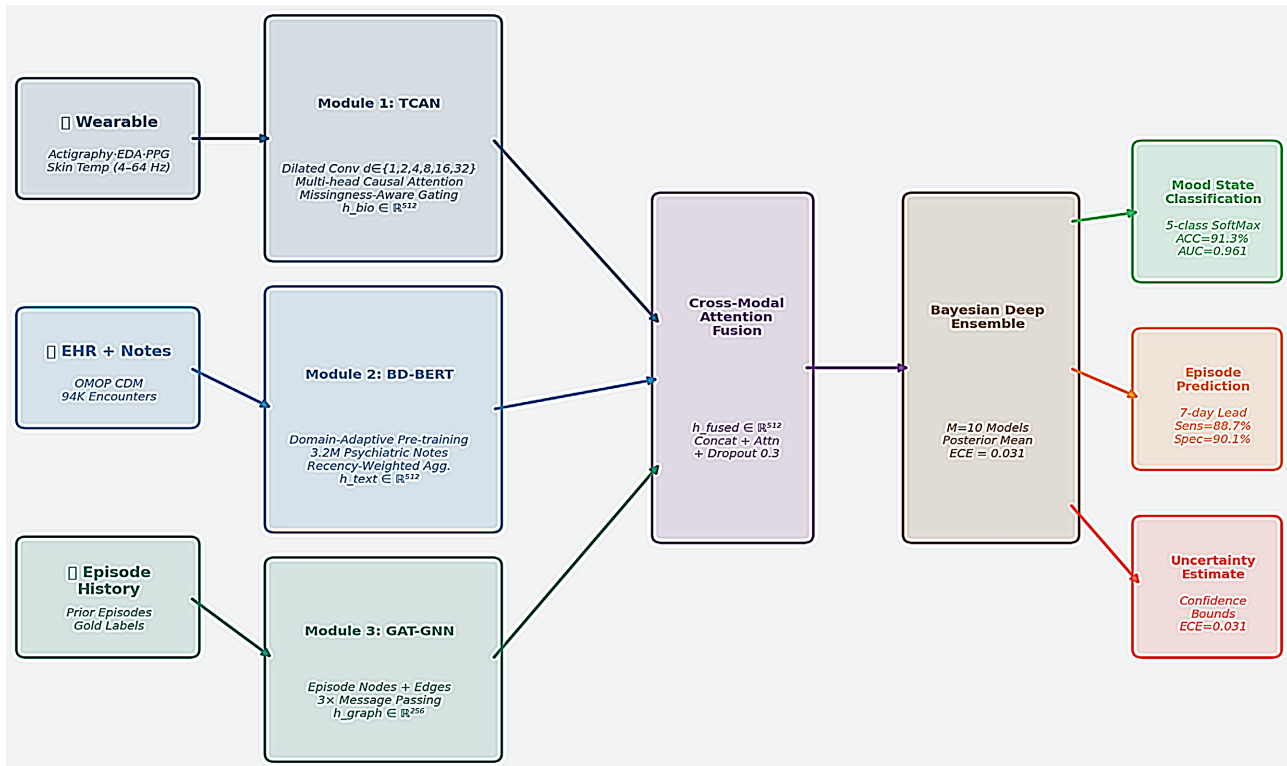 ▯ Wearable
Actigraphy·EDA·PPG
Skin Temp (4–64 Hz)
Module 1: TCAN
Dilated Conv d∈{1,2,4,8,16,32}
Multi-head Causal Attention
Missingness-Aware Gating
h_bio ∈ ℝ⁵¹²
▯ EHR + Notes
OMOP CDM
94K Encounters
Module 2: BD-BERT
Domain-Adaptive Pre-training
3.2M Psychiatric Notes
Recency-Weighted Agg.
h_text ∈ ℝ⁵¹²
▯ Episode
History
Prior Episodes
Gold Labels
Module 3: GAT-GNN
Episode Nodes + Edges
3× Message Passing
h_graph ∈ ℝ²⁵⁶
Cross-Modal
Attention
Fusion
h_fused ∈ ℝ⁵¹²
Concat + Attn
+ Dropout 0.3
Bayesian Deep
Ensemble
M=10 Models
Posterior Mean
ECE = 0.031
Mood State
Classification
5-class SoftMax
ACC=91.3%
AUC=0.961
Episode
Prediction
7-day Lead
Sens=88.7%
Spec=90.1%
Uncertainty
Estimate
Confidence
Bounds
ECE=0.031